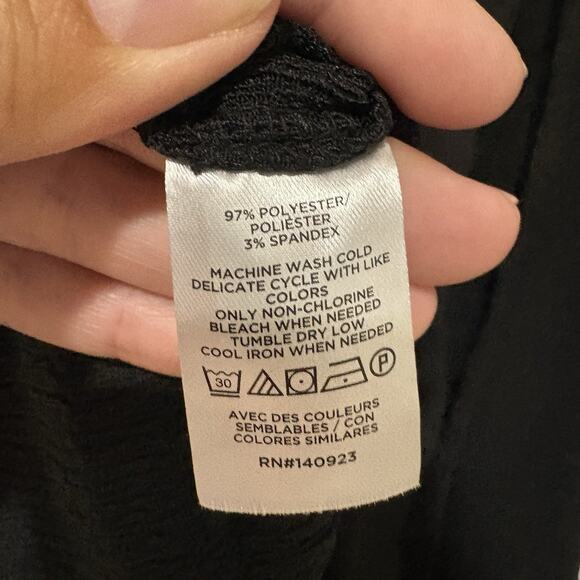 97% POLYESTER/
POLIÉSTER
3% SPANDEX
MACHINE WASH COLD
DELICATE CYCLE WITH LIKE
COLORS
ONLY NON-CHLORINE
BLEACH WHEN NEEDED
TUMBLE DRY LOW
COOL IRON WHEN NEEDED
30 P
AVEC DES COULEURS
SEMBLABLES / CON
COLORES SIMILARES
RN#140923